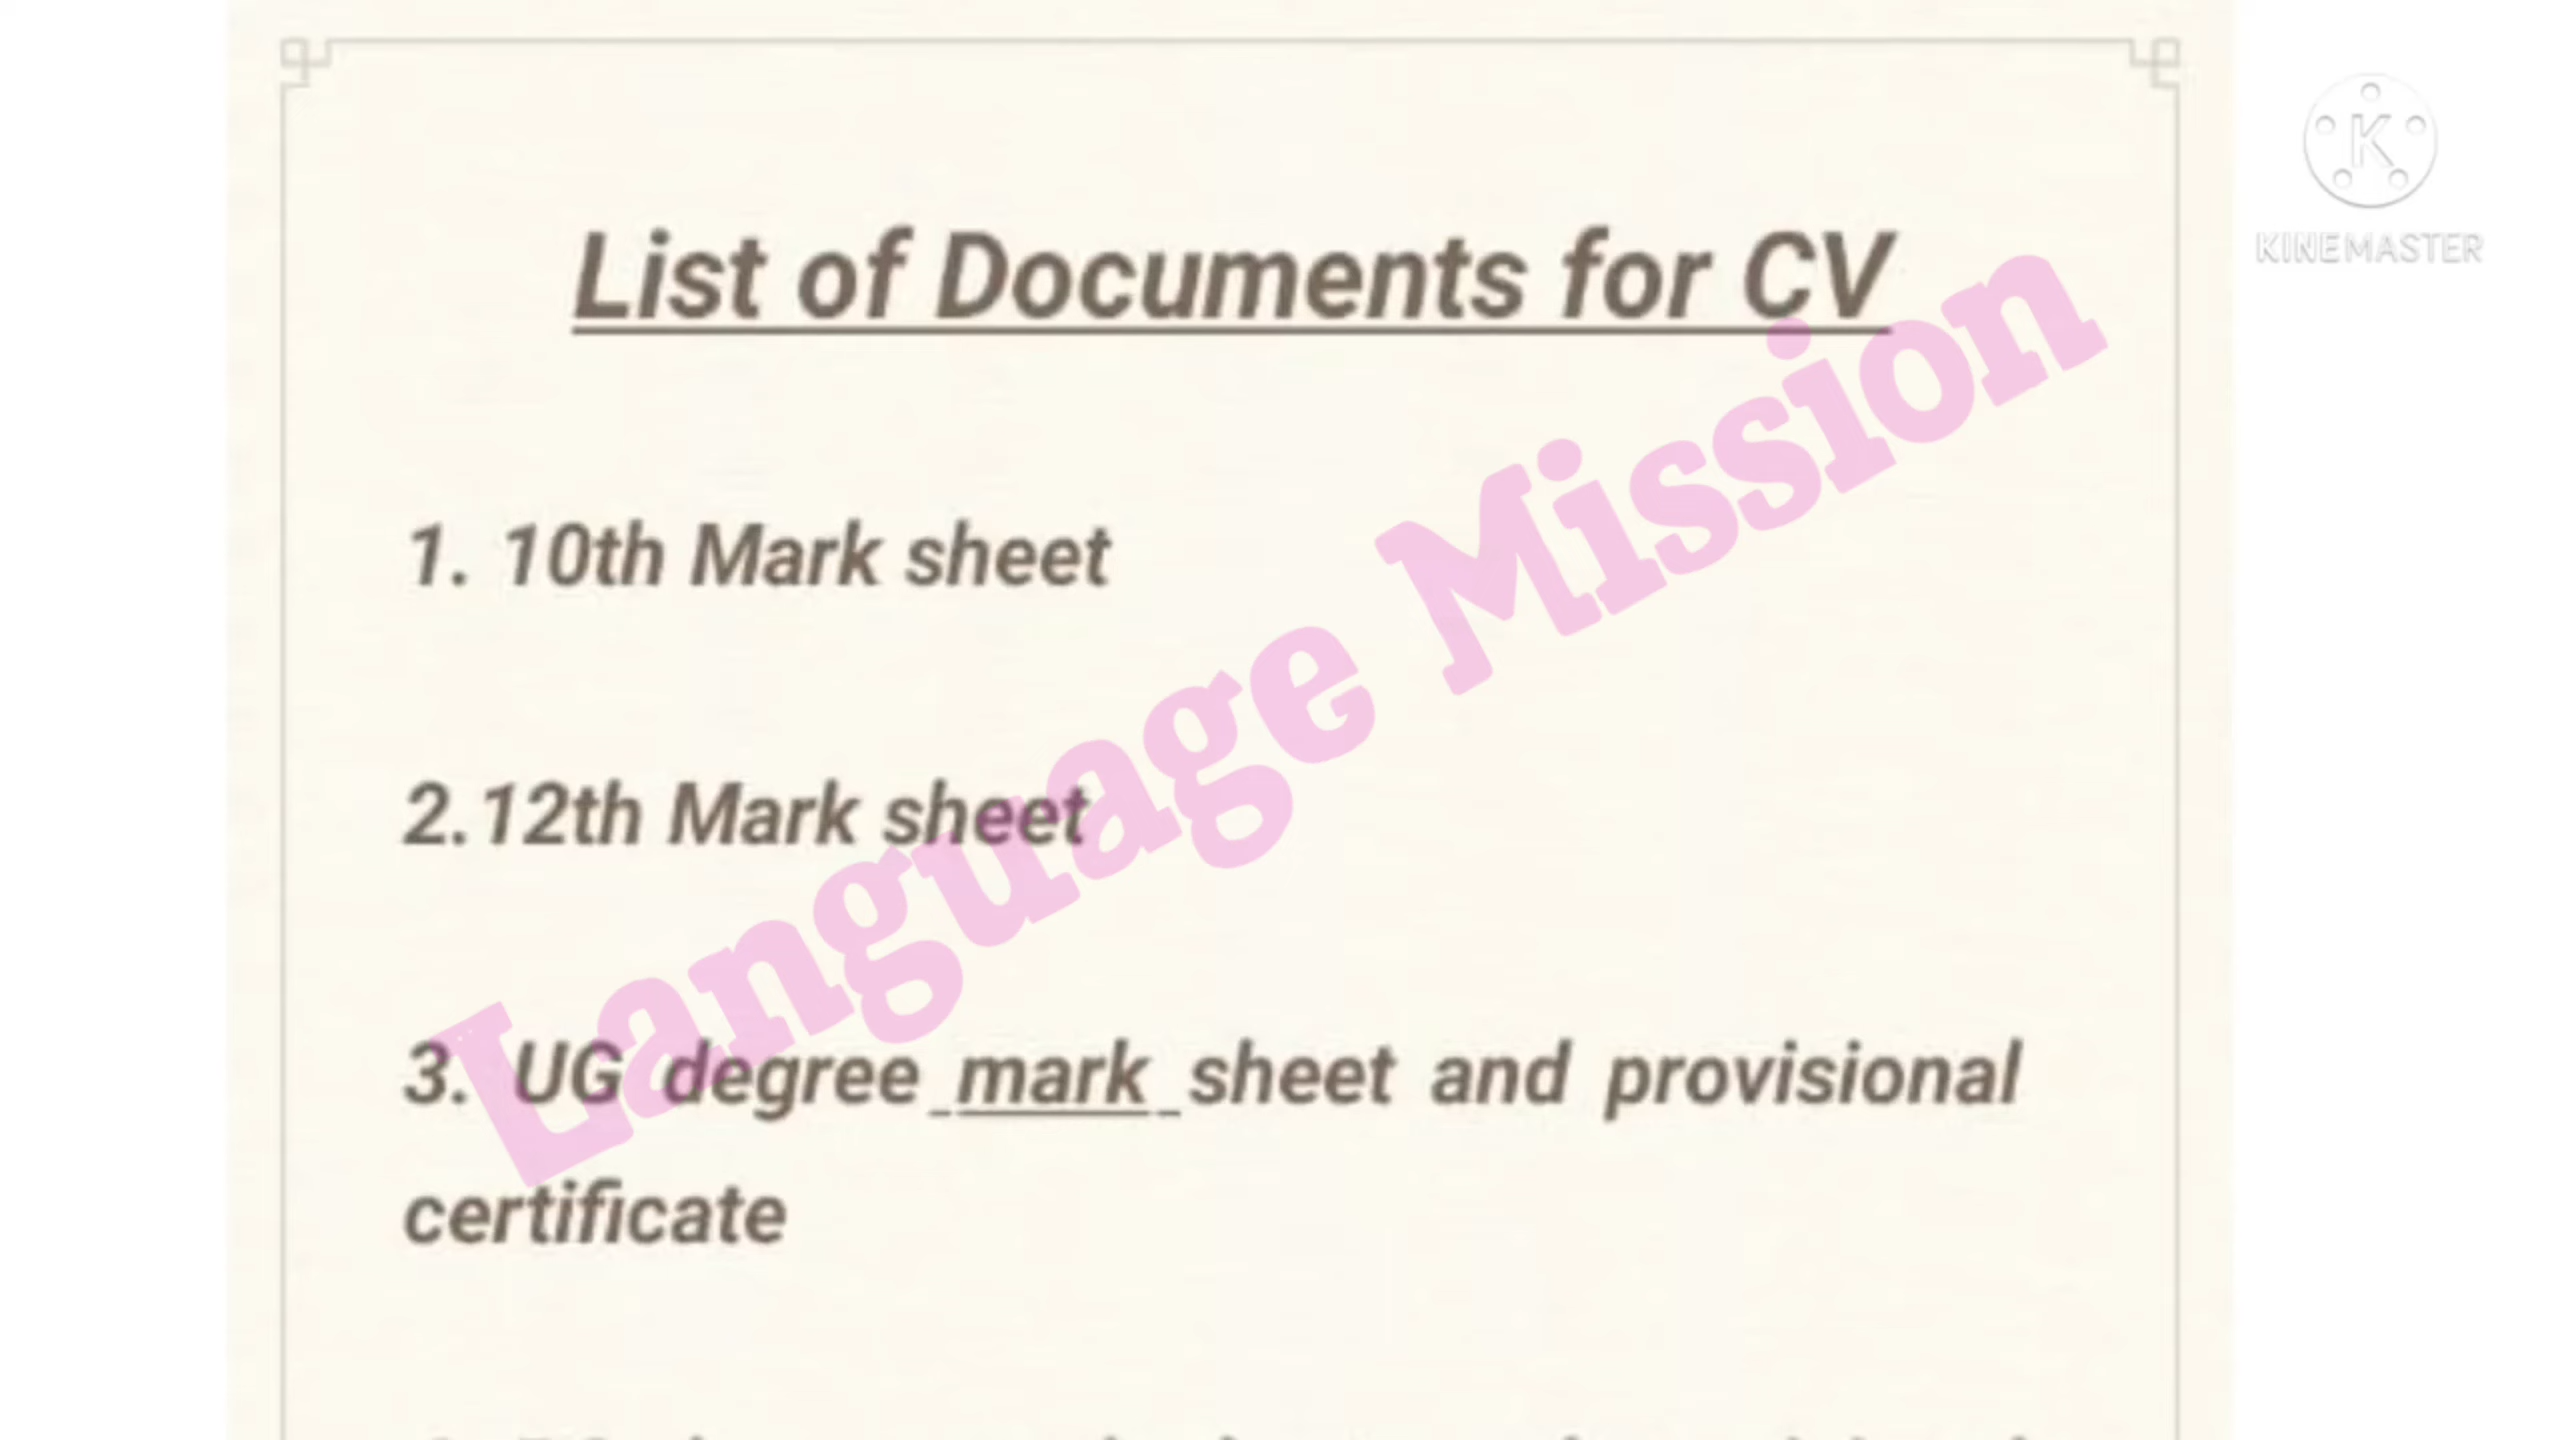 List of Documents for CV
K
KINEMASTER
1. 10th Mark sheet
2.12th Mark sheet
3. UG degree mark sheet and provisional
certificate
Language Mission